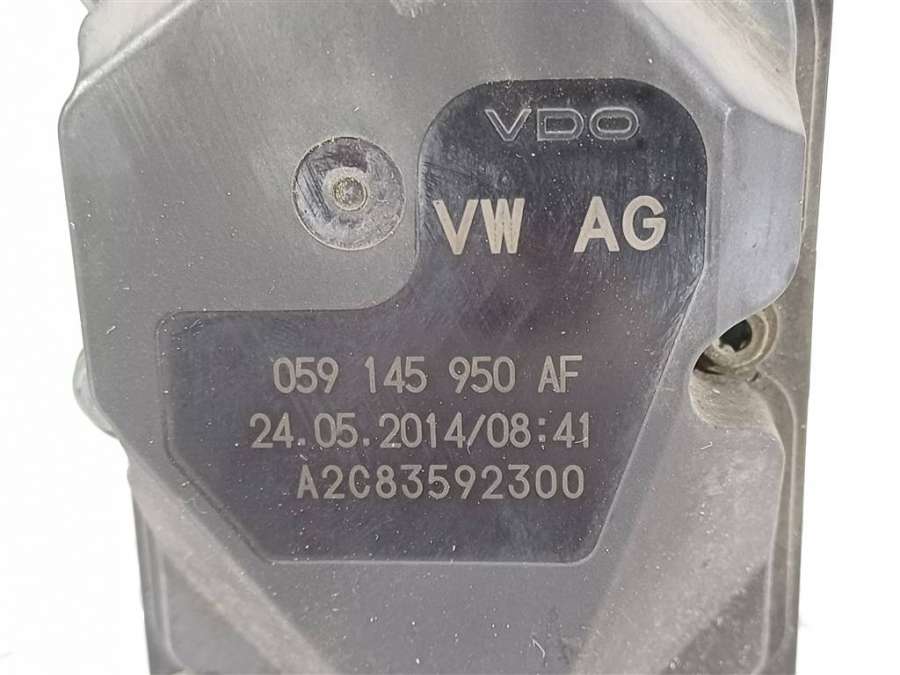 VDO
VW AG
059 145 950 AF
24.05.2014/08:41
A2C83592300